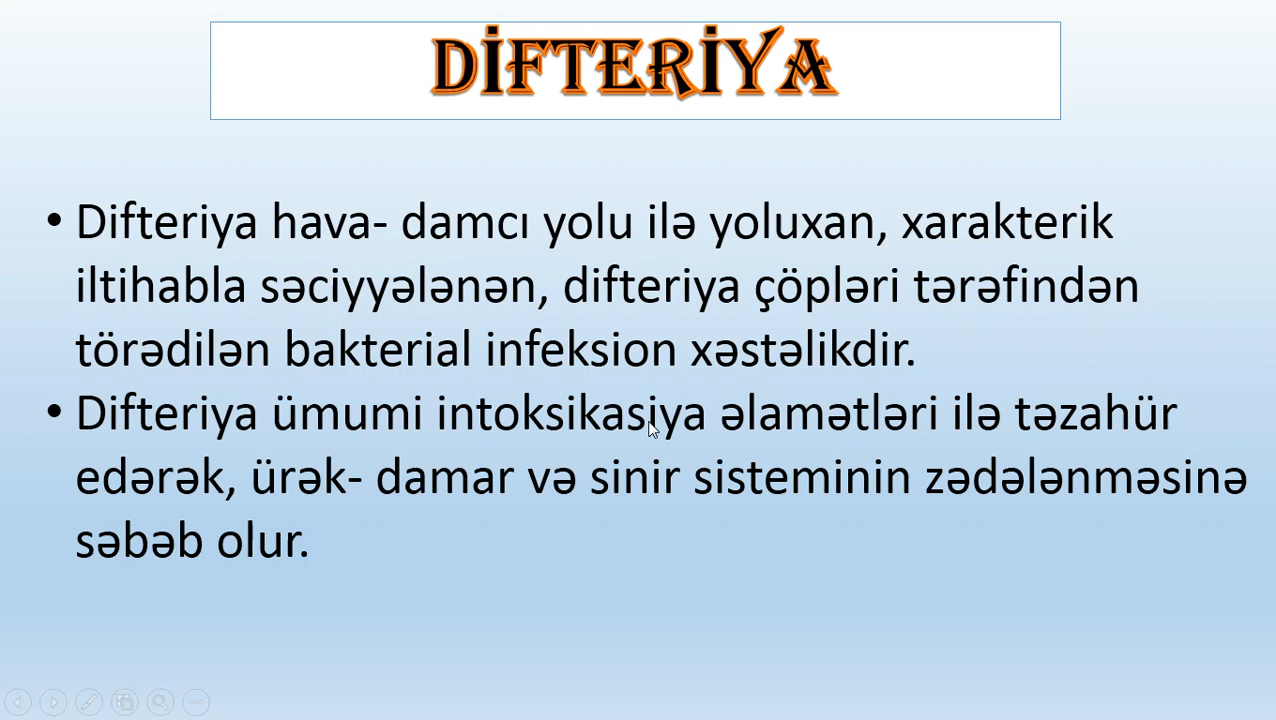 DİFTERİYA
• Difteriya hava- damcı yolu ilə yoluxan, xarakterik
iltihabla səciyyələnən, difteriya çöpləri tərəfindən
törədilən bakterial infeksion xəstəlikdir.
• Difteriya ümumi intoksikasiya əlamətləri ilə təzahür
edərək, ürək- damar və sinir sisteminin zədələnməsinə
səbəb olur.